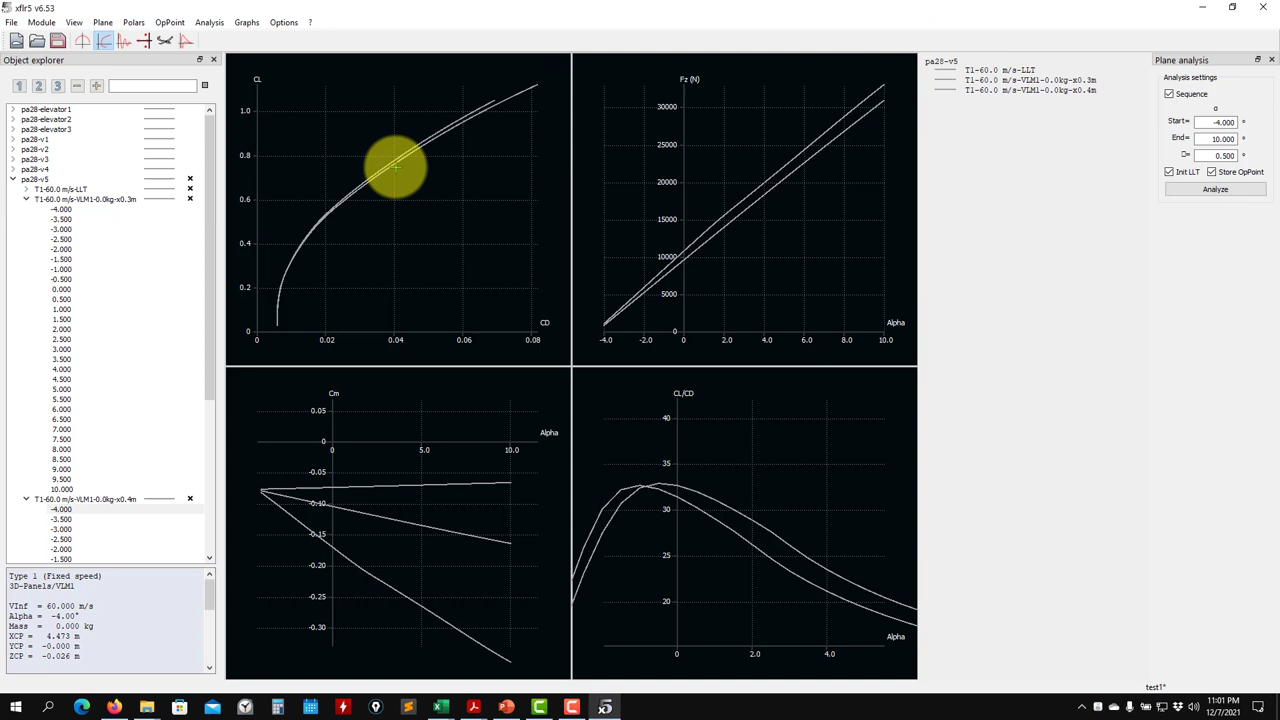 xflr5 v6.53
File Module View Plane Polars OpPoint Analysis Graphs Options ?
Object explorer
1 2 3
pa28-elevator1
pa28-elevator2
pa28-elevator3
pa28-v1
pa28-v2
pa28-v3
pa28-v4
pa28-v5
T1-60.0 m/s-LLT
T1-60.0 m/s-VLM1-0.0kg-x0.3m
-4.000
-3.500
-3.000
-2.500
-2.000
-1.500
-1.000
-0.500
0.000
0.500
1.000
1.500
2.000
2.500
3.000
3.500
4.000
4.500
5.000
5.500
6.000
6.500
7.000
7.500
8.000
8.500
9.000
9.500
10.000
T1-60.0 m/s-VLM1-0.0kg-x0.4m
-4.000
-3.500
-3.000
-2.500
-2.000
-1.500
Type 1 (Fixed speed)
3D-Panels/VLM1
VInf = 60.000 m/s
Alpha = -4.00°
Mass = 0.000 kg
XCP = 4.473 m
YCP = -0.000 m
ZCP = -0.026 m
CL
1.0
0.8
0.6
0.4
0.2
0
CD
0 0.02 0.04 0.06 0.08
Fz (N)
30000
25000
20000
15000
10000
5000
0
Alpha
-4.0 -2.0 0 2.0 4.0 6.0 8.0 10.0
Cm
0.05
0
-0.05
-0.10
-0.15
-0.20
-0.25
-0.30
Alpha
0 5.0 10.0
CL/CD
40
35
30
25
20
Alpha
0 2.0 4.0
pa28-v5
T1-60.0 m/s-LLT
T1-60.0 m/s-VLM1-0.0kg-x0.3m
T1-60.0 m/s-VLM1-0.0kg-x0.4m
Plane analysis
Analysis settings
Sequence
α
Start= -4.000 °
End= 10.000 °
Δ= 0.500 °
Init LLT Store OpPoint
Analyze
test1*
11:01 PM
12/7/2021